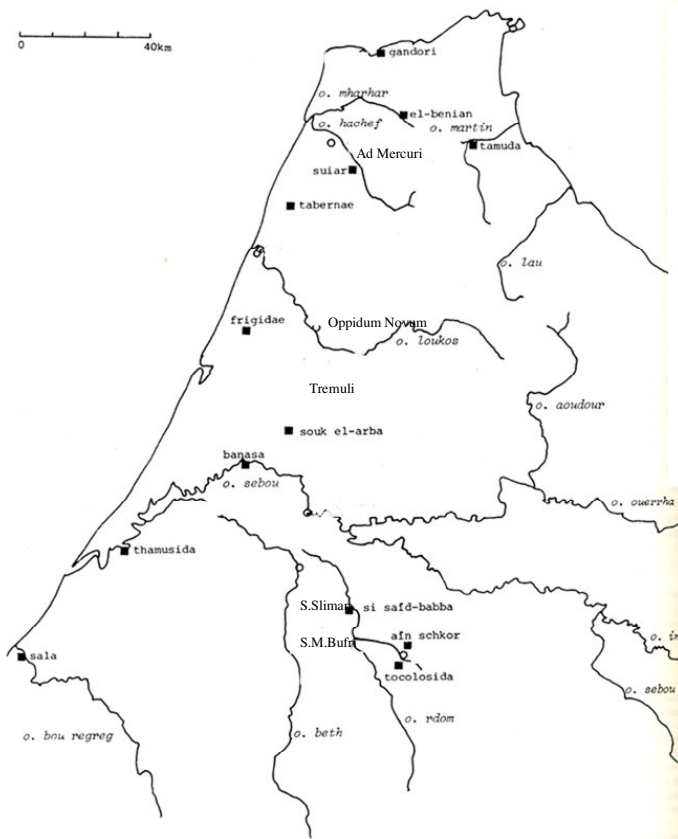 0 40km
gandori
o. mharhar
el-benian
o. hachef
o. martin
Ad Mercuri
tamuda
suiar
tabernae
o. lau
frigidae
Oppidum Novum
o. loukos
Tremuli
o. aoudour
souk el-arba
banasa
o. sebou
o. ouerrha
thamusida
S.Sliman
si saïd-babba
S.M.Bufr
aïn schkor
sala
tocolosida
o. in
o. sebou
o. rdom
o. bou regreg
o. beth